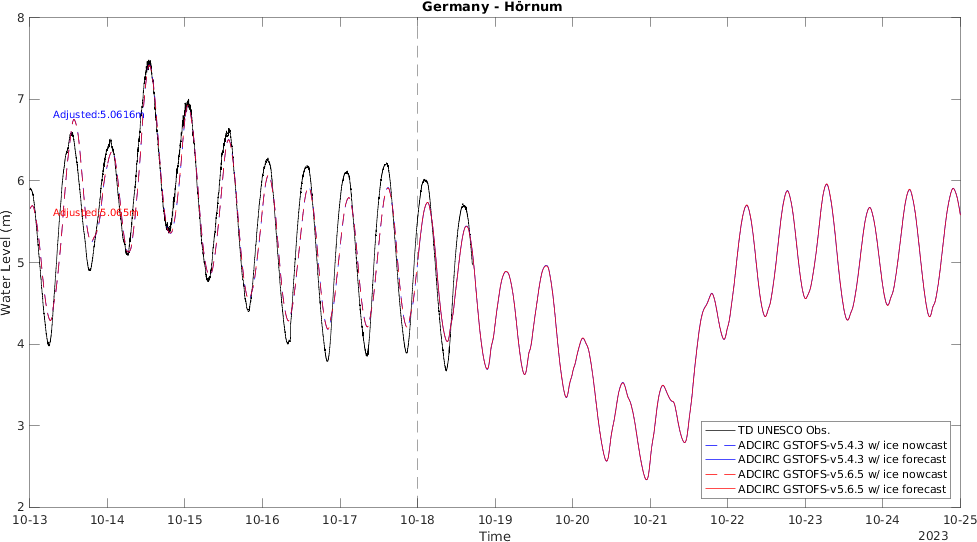 Germany - Hörnum
8
7
6
5
4
3
2
Water Level (m)
Adjusted:5.0616m
Adjusted:5.065m
TD UNESCO Obs.
ADCIRC GSTOFS-v5.4.3 w/ ice nowcast
ADCIRC GSTOFS-v5.4.3 w/ ice forecast
ADCIRC GSTOFS-v5.6.5 w/ ice nowcast
ADCIRC GSTOFS-v5.6.5 w/ ice forecast
10-13 10-14 10-15 10-16 10-17 10-18 10-19 10-20 10-21 10-22 10-23 10-24 10-25
Time
2023